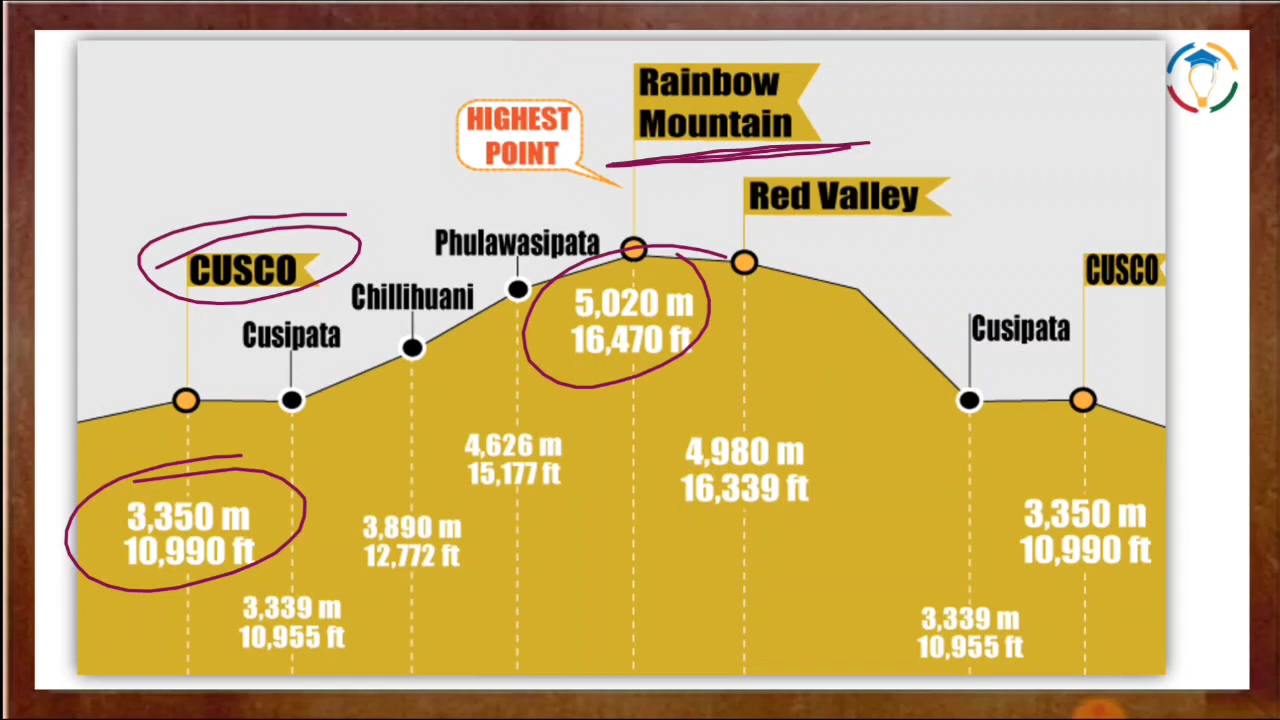 Rainbow
Mountain
HIGHEST
POINT
Red Valley
Phulawasipata
CUSCO
CUSCO
Chillihuani
Cusipata
Cusipata
5,020 m
16,470 ft
4,626 m
15,177 ft
4,980 m
16,339 ft
3,350 m
10,990 ft
3,890 m
12,772 ft
3,350 m
10,990 ft
3,339 m
10,955 ft
3,339 m
10,955 ft